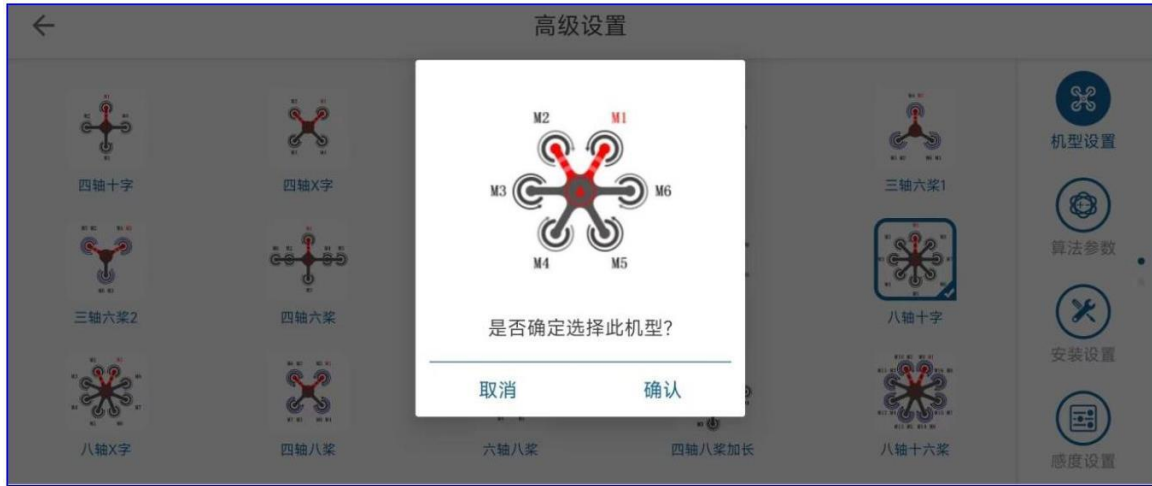 高级设置
M2 M1
M3 M6
M4 M5
是否确定选择此机型?
取消 确认
四轴十字
四轴X字
三轴六桨1
三轴六桨2
四轴六桨
八轴十字
八轴X字
四轴八桨
六轴八桨
四轴八桨加长
八轴十六桨
机型设置
算法参数
安装设置
感度设置